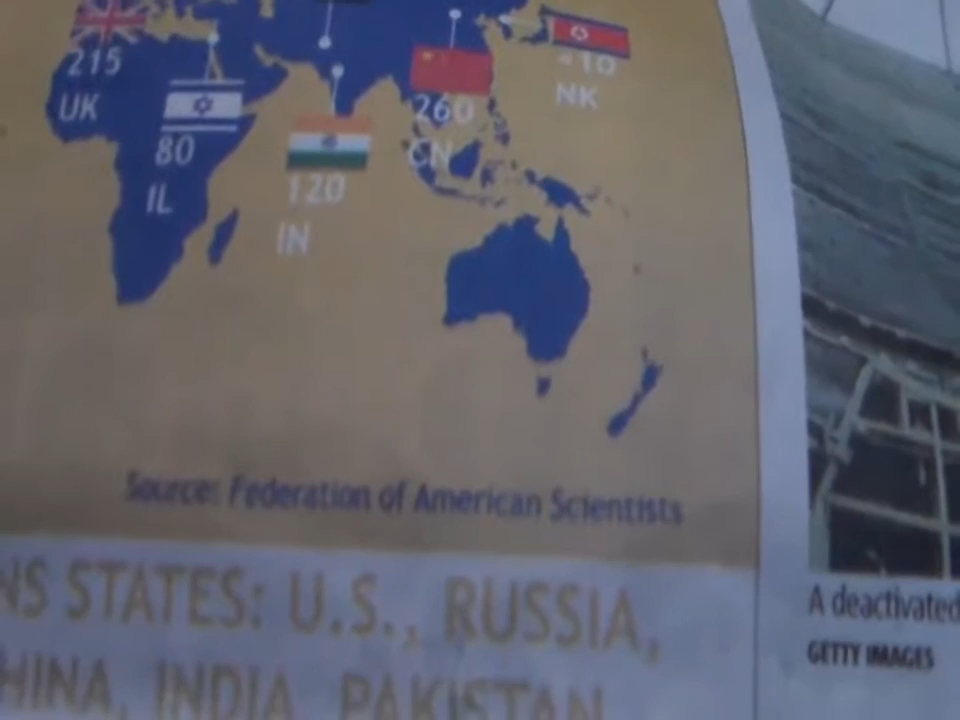 215
UK
80
IL
120
IN
260
CN
<10
NK
Source: Federation of American Scientists
NS STATES: U.S., RUSSIA,
HINA, INDIA, PAKISTAN
A deactivated
GETTY IMAGES